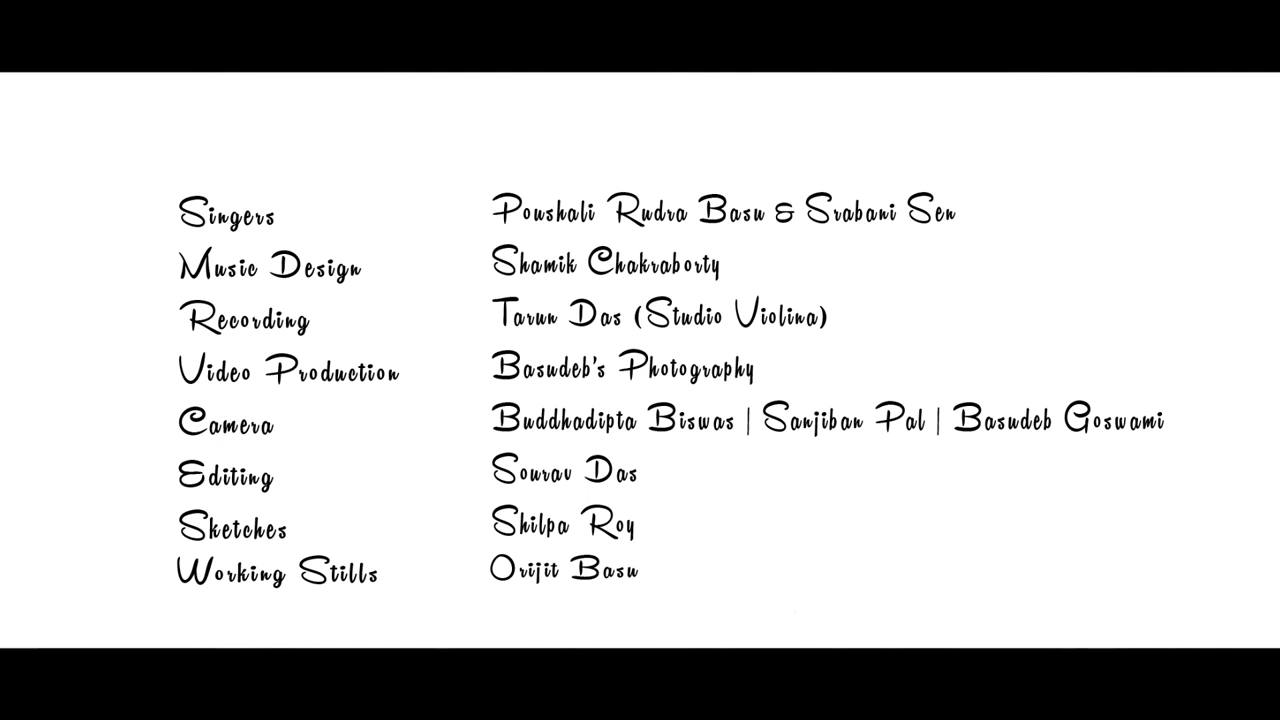 Singers Poushali Rudra Basu & Srabani Sen
Music Design Shamik Chakraborty
Recording Tarun Das (Studio Violina)
Video Production Basudeb's Photography
Camera Buddhadipta Biswas | Sanjiban Pal | Basudeb Goswami
Editing Sourav Das
Sketches Shilpa Roy
Working Stills Orijit Basu